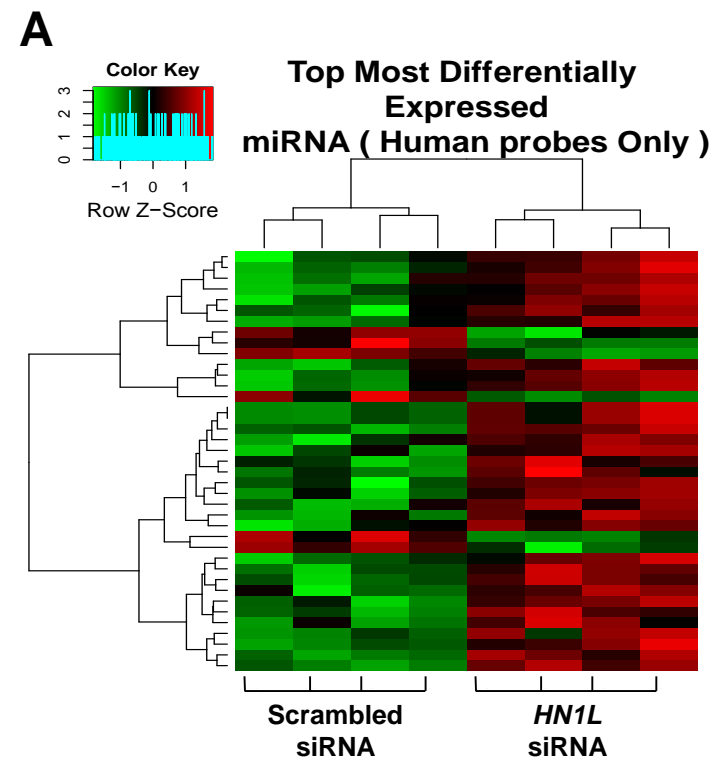 A
Color Key
3
2
1
0
−1 0 1
Row Z−Score
Top Most Differentially
Expressed
miRNA ( Human probes Only )
Scrambled
siRNA
HN1L
siRNA